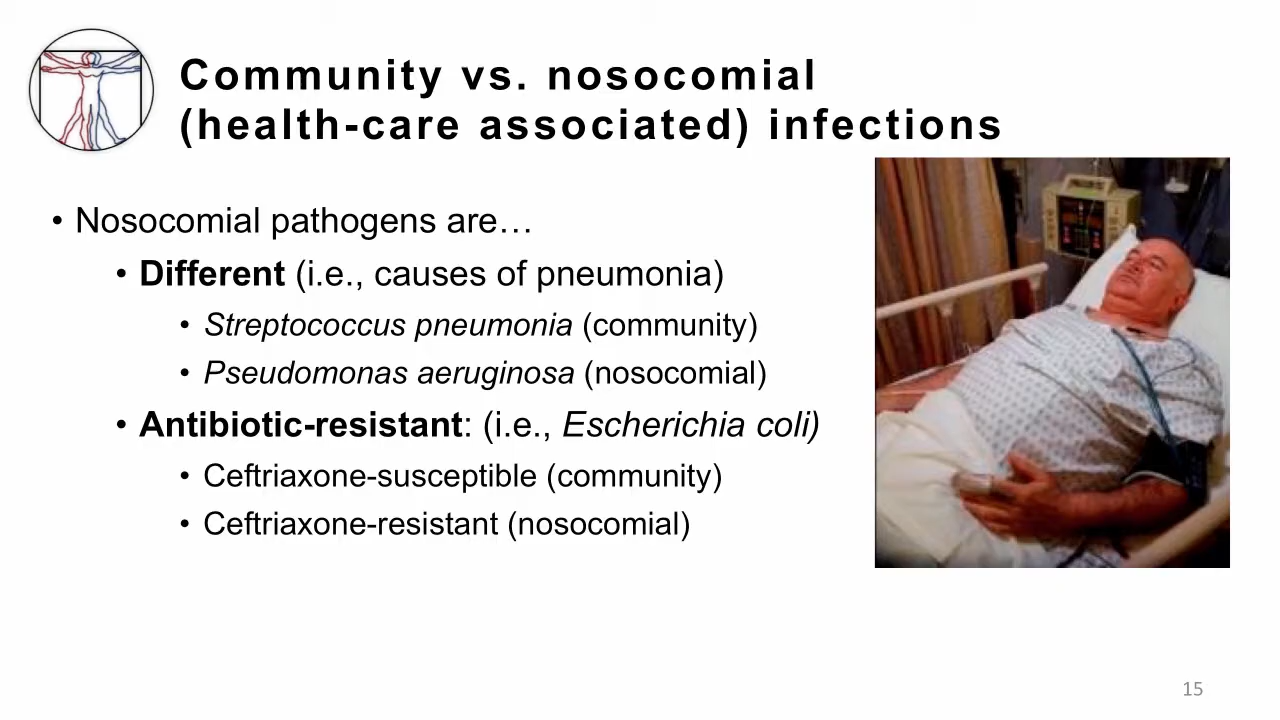 Community vs. nosocomial
(health-care associated) infections
• Nosocomial pathogens are…
• Different (i.e., causes of pneumonia)
• Streptococcus pneumonia (community)
• Pseudomonas aeruginosa (nosocomial)
• Antibiotic-resistant: (i.e., Escherichia coli)
• Ceftriaxone-susceptible (community)
• Ceftriaxone-resistant (nosocomial)
15